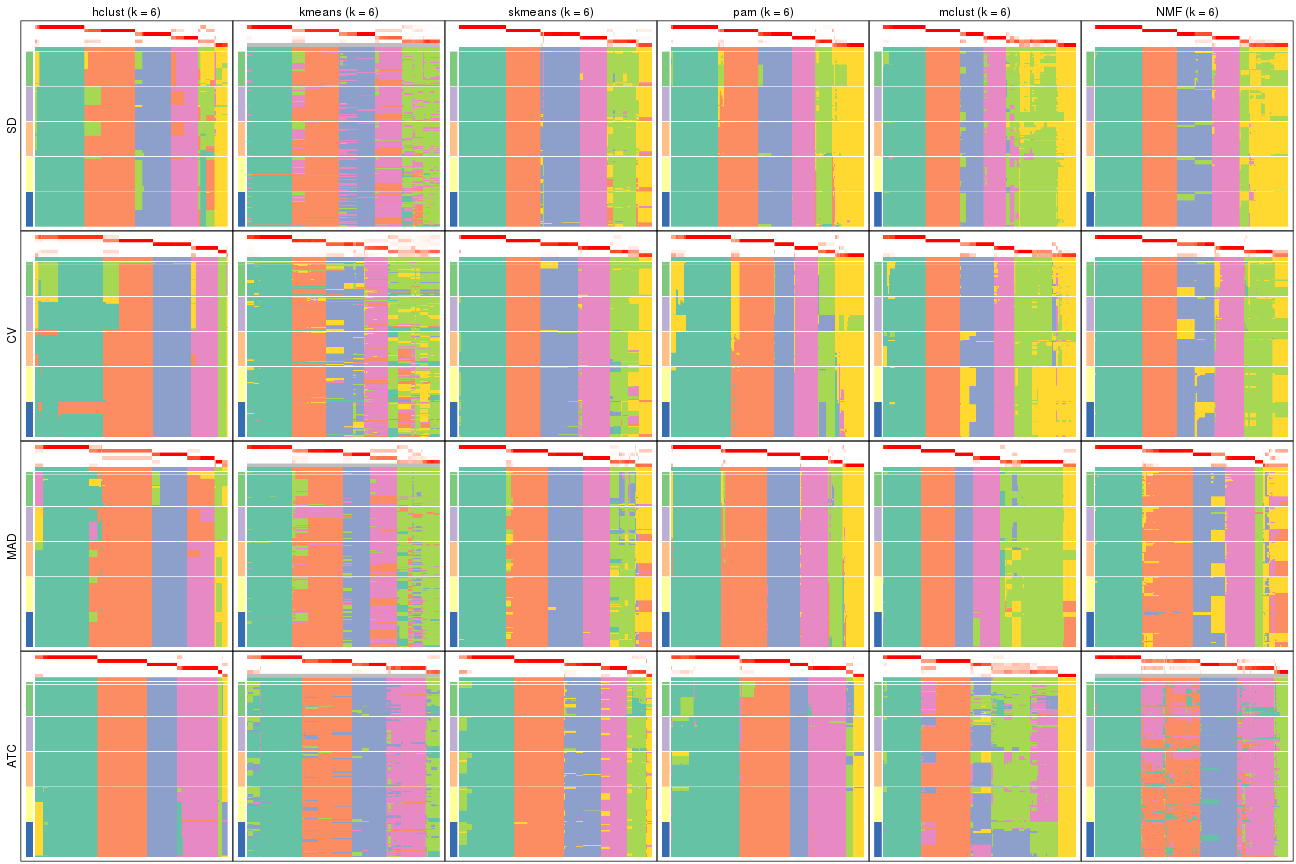 hclust (k = 6)
kmeans (k = 6)
skmeans (k = 6)
pam (k = 6)
mclust (k = 6)
NMF (k = 6)
SD
CV
MAD
ATC